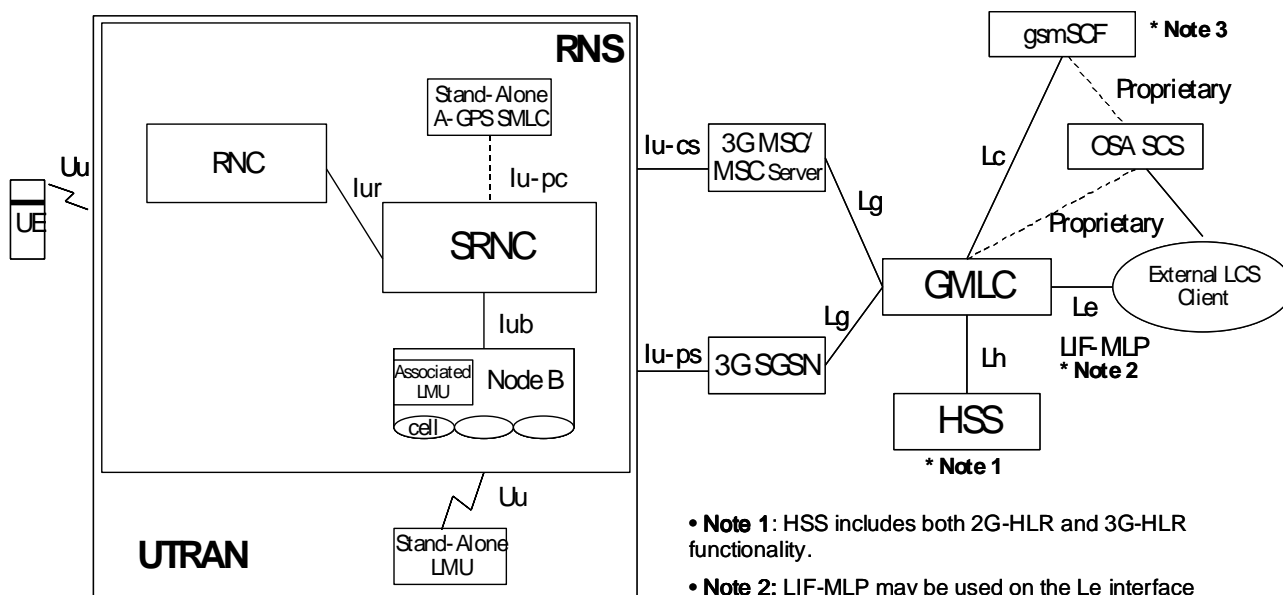 RNS
gsmSCF
* Note 3
Stand-Alone
A-GPS SMLC
Proprietary
Uu
RNC
Iu-cs
3G MSC/
MSC Server
OSA SCS
Iur
Iu-pc
Lc
Lg
UE
SRNC
Proprietary
GMLC
External LCS
Client
Le
Iub
Lg
LIF-MLP
* Note 2
Iu-ps
3G SGSN
Lh
Associated
LMU
Node B
cell
HSS
* Note 1
Uu
UTRAN
Stand-Alone
LMU
• Note 1: HSS includes both 2G-HLR and 3G-HLR
functionality.
• Note 2: LIF-MLP may be used on the Le interface